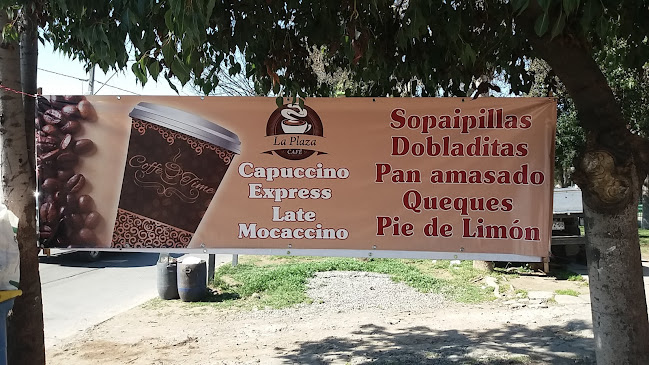 Coffee Time
La Plaza
CAFÉ
Capuccino
Express
Late
Mocaccino
Sopaipillas
Dobladitas
Pan amasado
Queques
Pie de Limón